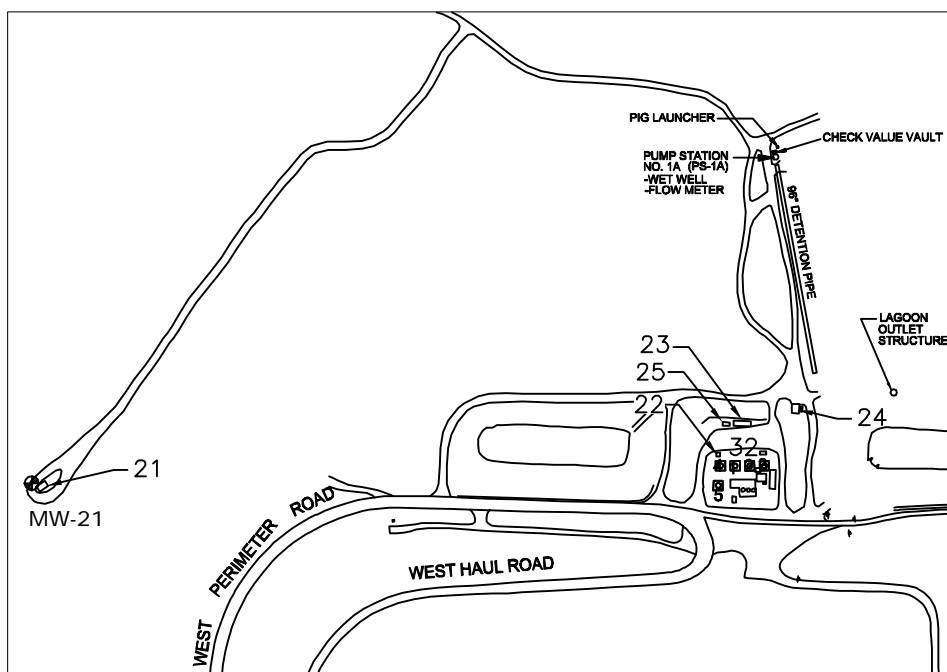 PIG LAUNCHER
CHECK VALUE VAULT
PUMP STATION
NO. 1A (PS-1A)
-WET WELL
-FLOW METER
96" DETENTION PIPE
LAGOON
OUTLET
STRUCTURE
23
25
22
24
32
21
MW-21
WEST PERIMETER ROAD
WEST HAUL ROAD